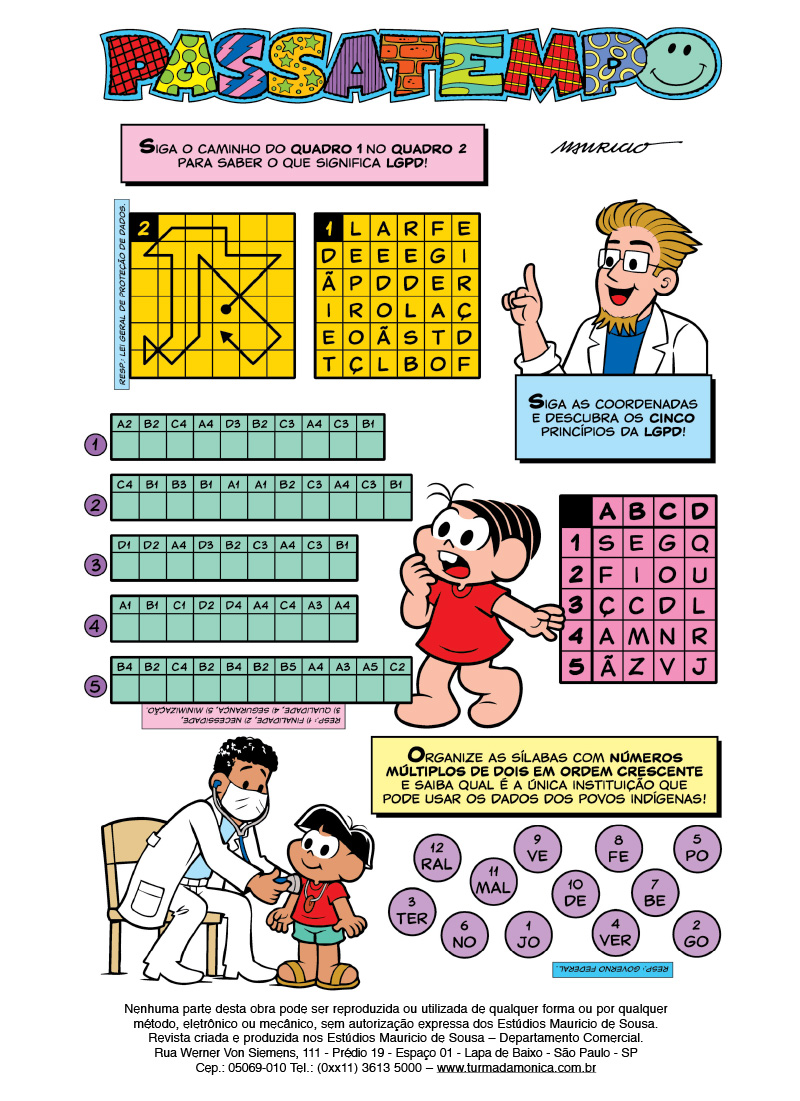 PASSATEMPO
SIGA O CAMINHO DO QUADRO 1 NO QUADRO 2
PARA SABER O QUE SIGNIFICA LGPD!
MAURICIO
RESP.: LEI GERAL DE PROTEÇÃO DE DADOS.
2
1 L A R F E
D E E E G I
Ã P D D E R
I R O L A Ç
E O Ã S T D
T Ç L B O F
SIGA AS COORDENADAS
E DESCUBRA OS CINCO
PRINCÍPIOS DA LGPD!
1
A2 B2 C4 A4 D3 B2 C3 A4 C3 B1
2
C4 B1 B3 B1 A1 A1 B2 C3 A4 C3 B1
3
D1 D2 A4 D3 B2 C3 A4 C3 B1
4
A1 B1 C1 D2 D4 A4 C4 A3 A4
5
B4 B2 C4 B2 B4 B2 B5 A4 A3 A5 C2
RESP.: 1) FINALIDADE, 2) NECESSIDADE,
3) QUALIDADE, 4) SEGURANÇA, 5) MINIMIZAÇÃO.
A B C D
1 S E G Q
2 F I O U
3 Ç C D L
4 A M N R
5 Ã Z V J
ORGANIZE AS SÍLABAS COM NÚMEROS
MÚLTIPLOS DE DOIS EM ORDEM CRESCENTE
E SAIBA QUAL É A ÚNICA INSTITUIÇÃO QUE
PODE USAR OS DADOS DOS POVOS INDÍGENAS!
12
RAL
11
MAL
9
VE
8
FE
5
PO
3
TER
10
DE
7
BE
6
NO
1
JO
4
VER
2
GO
RESP.: GOVERNO FEDERAL.
Nenhuma parte desta obra pode ser reproduzida ou utilizada de qualquer forma ou por qualquer
método, eletrônico ou mecânico, sem autorização expressa dos Estúdios Mauricio de Sousa.
Revista criada e produzida nos Estúdios Mauricio de Sousa – Departamento Comercial.
Rua Werner Von Siemens, 111 - Prédio 19 - Espaço 01 - Lapa de Baixo - São Paulo - SP
Cep.: 05069-010 Tel.: (0xx11) 3613 5000 – www.turmadamonica.com.br